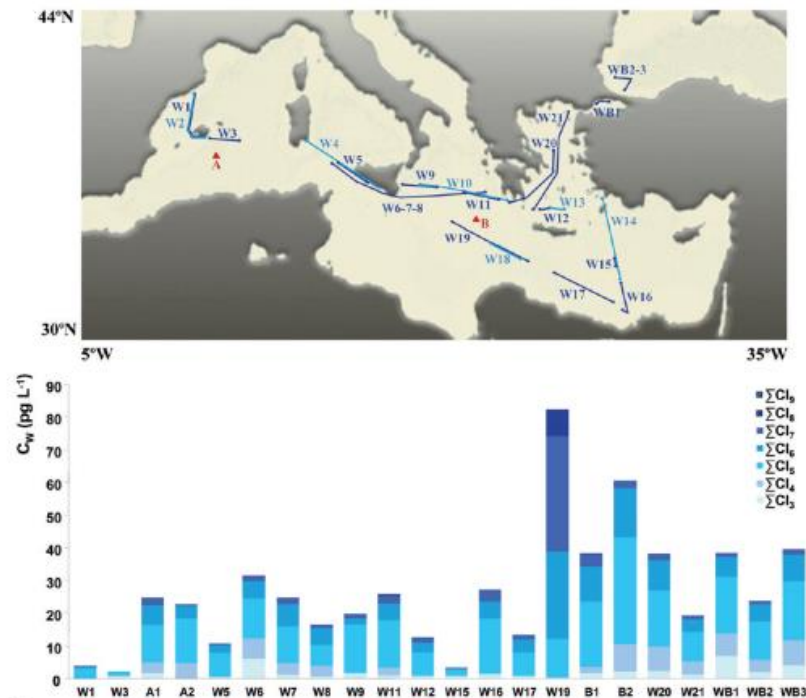 44°N
WB2-3
W1
W21
WB1
W2
W3
W20
A
W4
W5
W9
W10
W13
W14
W11
W12
W6-7-8
B
W19
W15
W18
W17
W16
30°N
5°W
35°W
90
C_W (pg L⁻¹)
80
70
60
50
40
30
20
10
0
∑Cl₉
∑Cl₈
∑Cl₇
∑Cl₆
∑Cl₅
∑Cl₄
∑Cl₃
W1 W3 A1 A2 W5 W6 W7 W8 W9 W11 W12 W15 W16 W17 W19 B1 B2 W20 W21 WB1 WB2 WB3